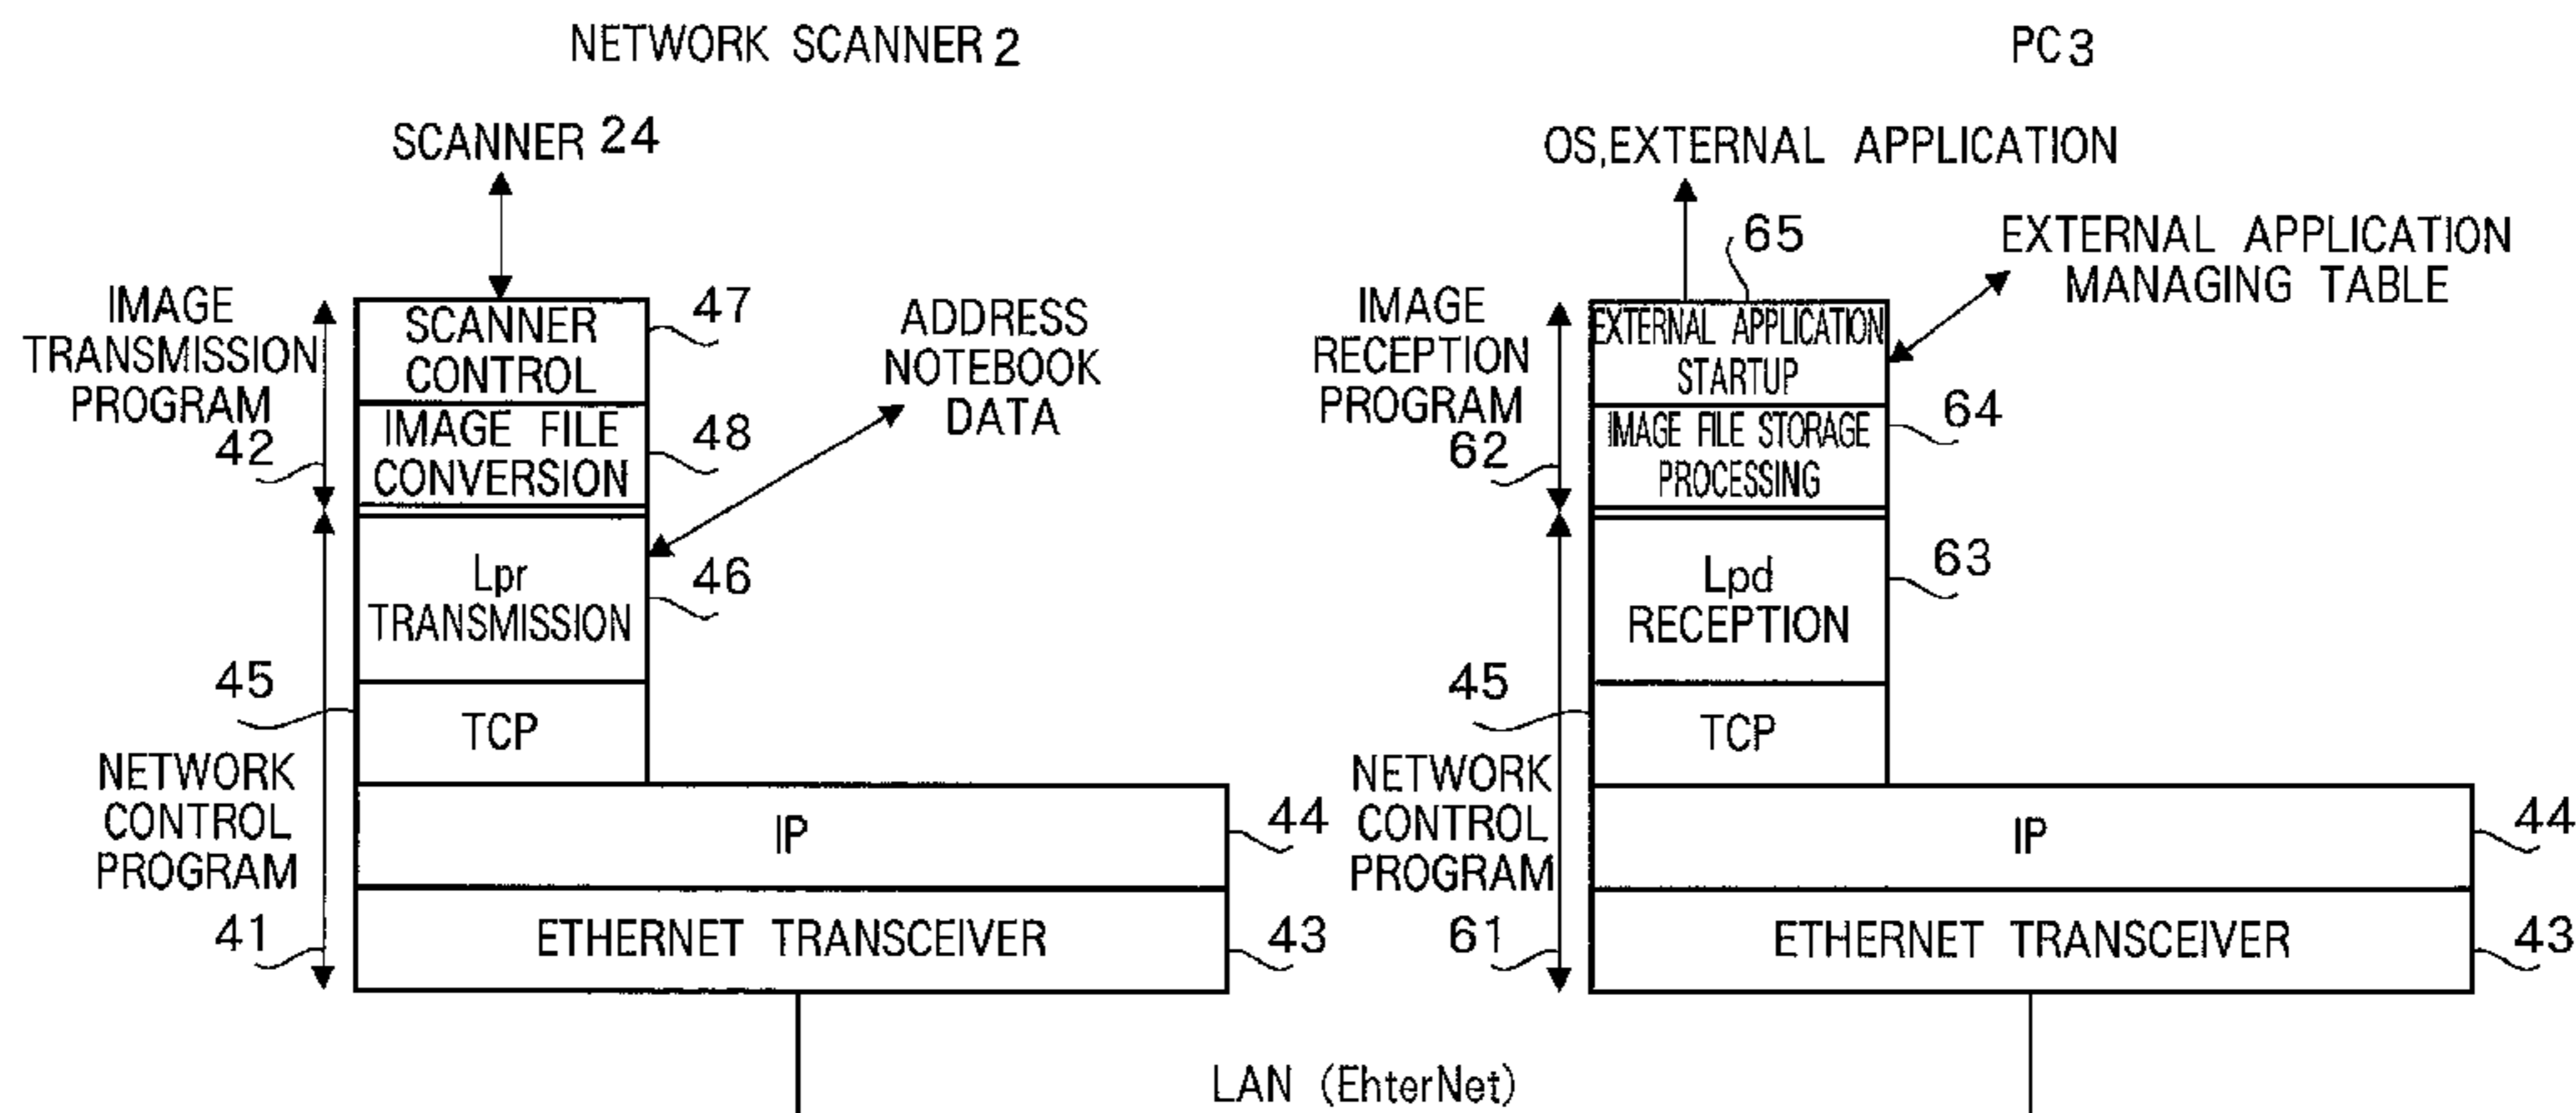 NETWORK SCANNER 2
SCANNER 24
IMAGE
TRANSMISSION
PROGRAM
42
SCANNER
CONTROL
47
IMAGE FILE
CONVERSION
48
ADDRESS
NOTEBOOK
DATA
Lpr
TRANSMISSION
46
45
TCP
NETWORK
CONTROL
PROGRAM
41
IP
44
ETHERNET TRANSCEIVER
43
PC3
OS,EXTERNAL APPLICATION
65
EXTERNAL APPLICATION
MANAGING TABLE
IMAGE
RECEPTION
PROGRAM
62
EXTERNAL APPLICATION
STARTUP
64
IMAGE FILE STORAGE
PROCESSING
Lpd
RECEPTION
63
45
TCP
NETWORK
CONTROL
PROGRAM
61
IP
44
ETHERNET TRANSCEIVER
43
LAN (EhterNet)